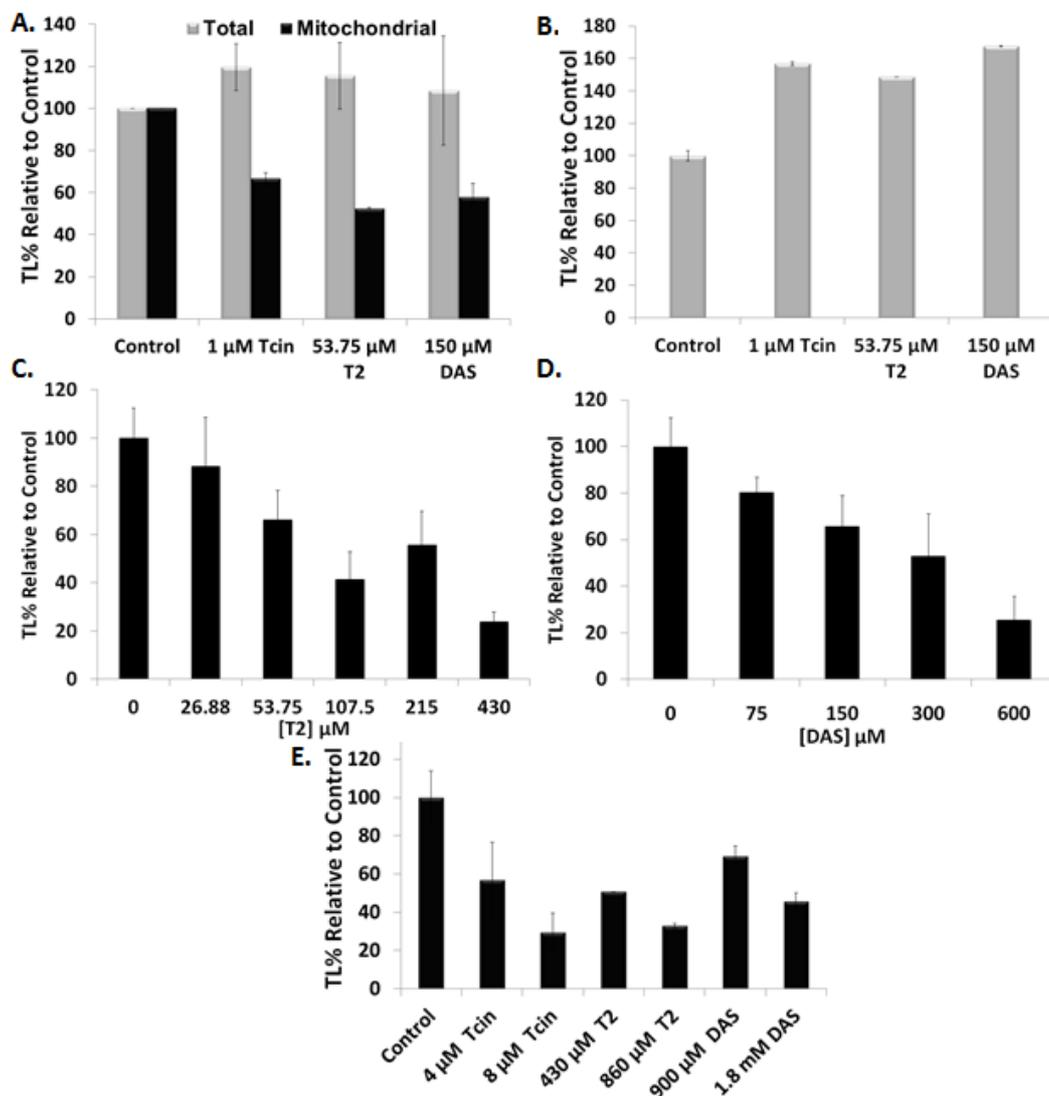 A.
Total Mitochondrial
TL% Relative to Control
140
120
100
80
60
40
20
0
Control 1 µM Tcin 53.75 µM 150 µM
T2 DAS
B.
TL% Relative to Control
180
160
140
120
100
80
60
40
20
0
Control 1 µM Tcin 53.75 µM 150 µM
T2 DAS
C.
TL% Relative to Control
120
100
80
60
40
20
0
0 26.88 53.75 107.5 215 430
[T2] µM
D.
TL% Relative to Control
120
100
80
60
40
20
0
0 75 150 300 600
[DAS] µM
E.
TL% Relative to Control
120
100
80
60
40
20
0
Control
4 µM Tcin
8 µM Tcin
430 µM T2
860 µM T2
900 µM DAS
1.8 mM DAS